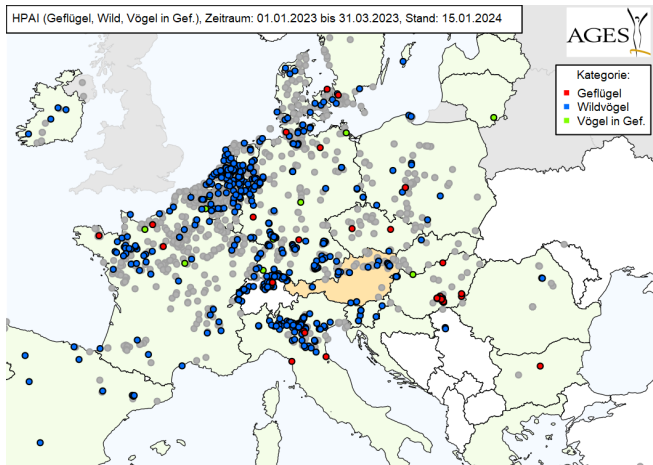 HPAI (Geflügel, Wild, Vögel in Gef.), Zeitraum: 01.01.2023 bis 31.03.2023, Stand: 15.01.2024
AGES
Kategorie:
Geflügel
Wildvögel
Vögel in Gef.